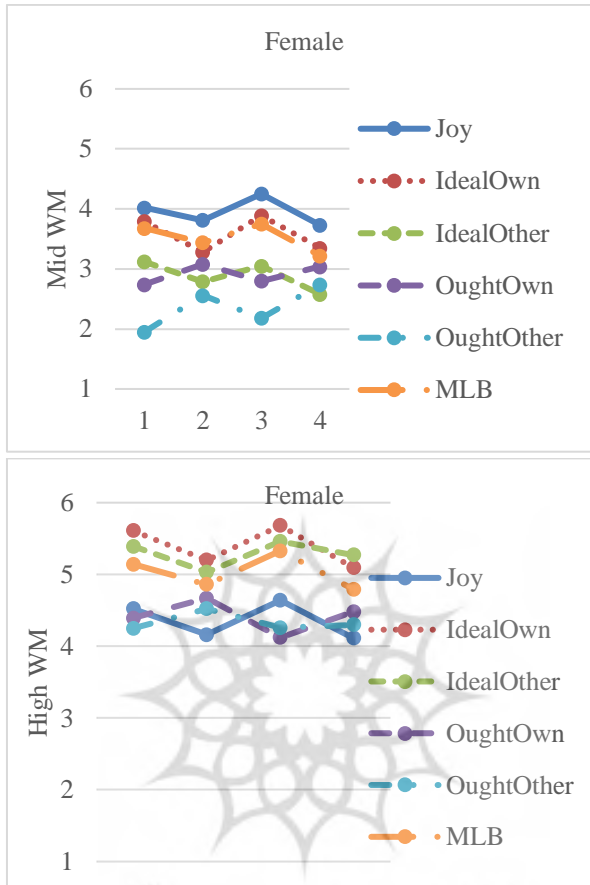 Female
6
5
4
3
2
1
Mid WM
1 2 3 4
Joy
IdealOwn
IdealOther
OughtOwn
OughtOther
MLB
Female
6
5
4
3
2
1
High WM
Joy
IdealOwn
IdealOther
OughtOwn
OughtOther
MLB